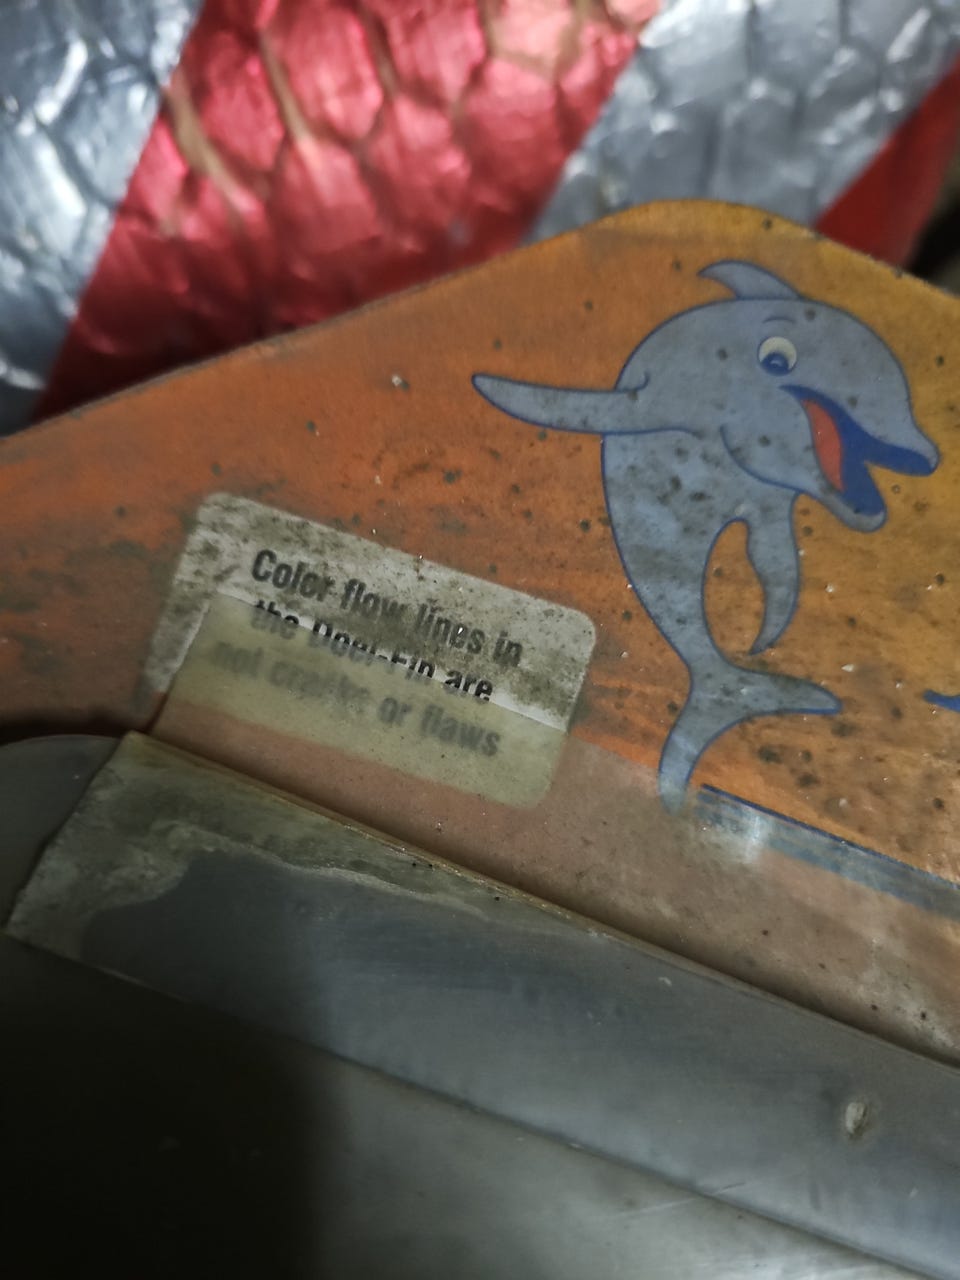 Color flow lines in
the Doel-Fin are
not cracks or flaws